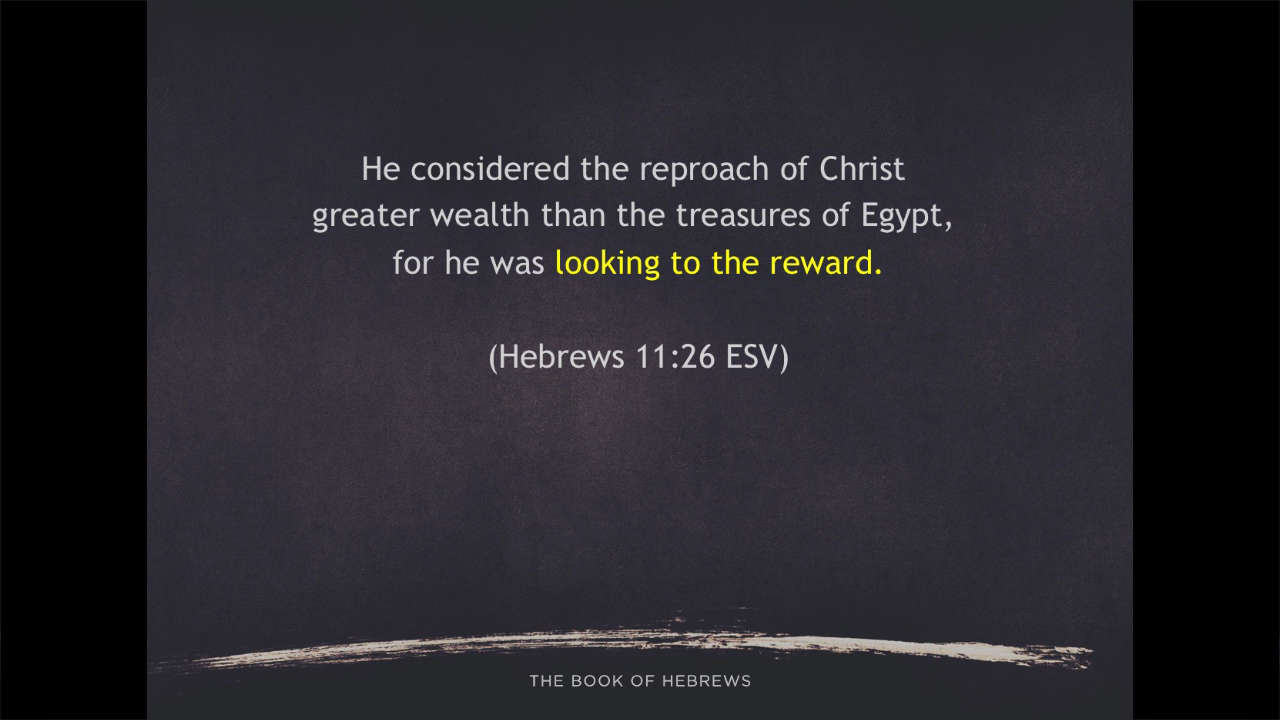 He considered the reproach of Christ
greater wealth than the treasures of Egypt,
for he was looking to the reward.
(Hebrews 11:26 ESV)
THE BOOK OF HEBREWS